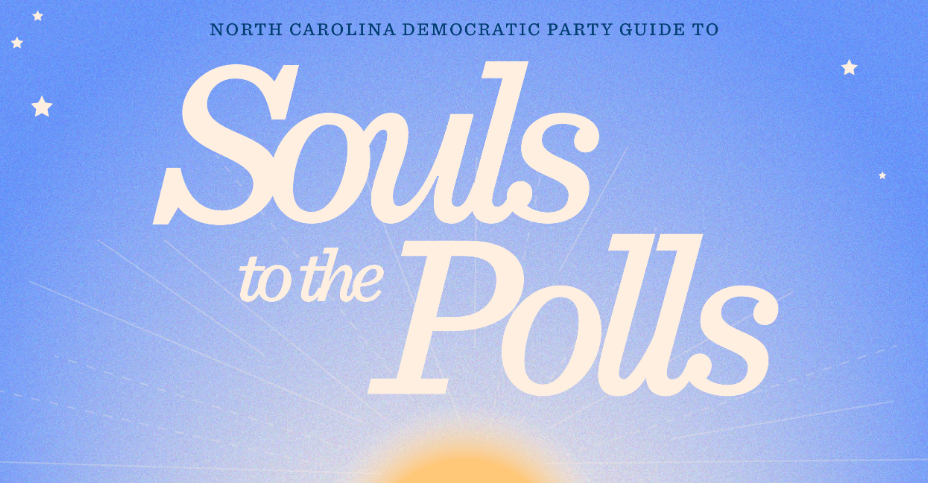 NORTH CAROLINA DEMOCRATIC PARTY GUIDE TO
Souls
to the
Polls